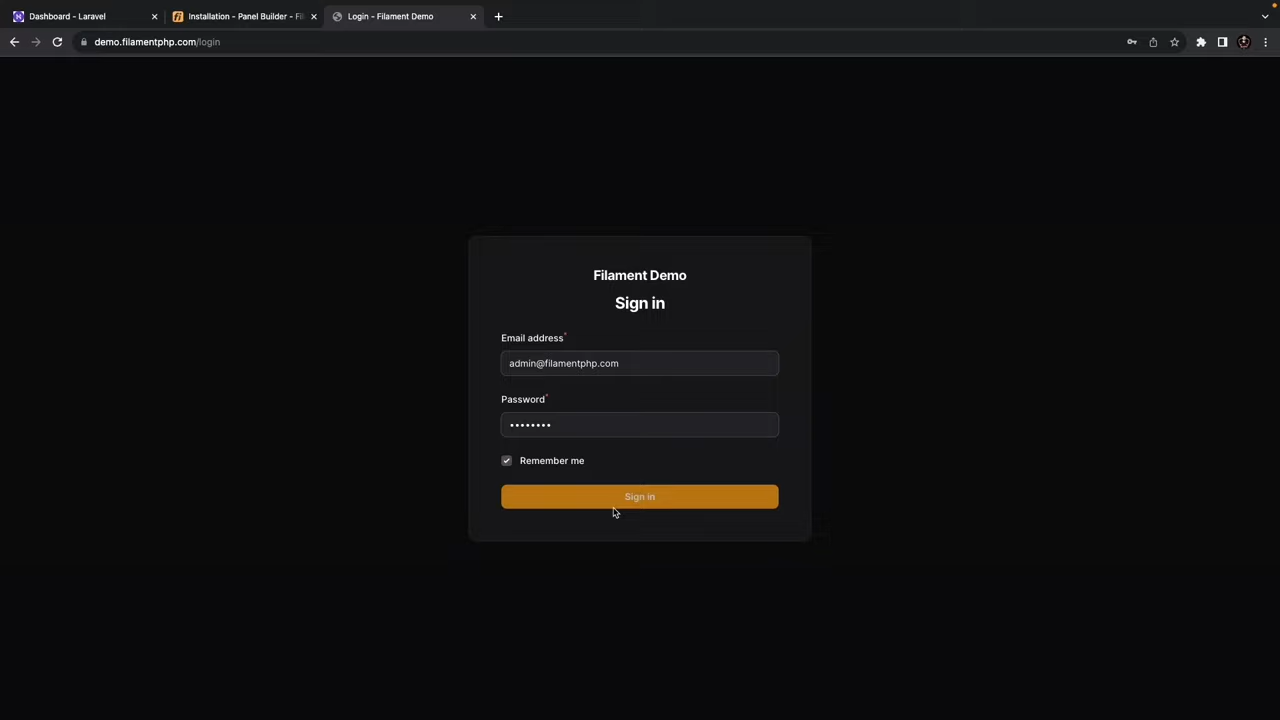 Dashboard - Laravel
Installation - Panel Builder - Fil
Login - Filament Demo
demo.filamentphp.com/login
Filament Demo
Sign in
Email address*
admin@filamentphp.com
Password*
••••••••
Remember me
Sign in